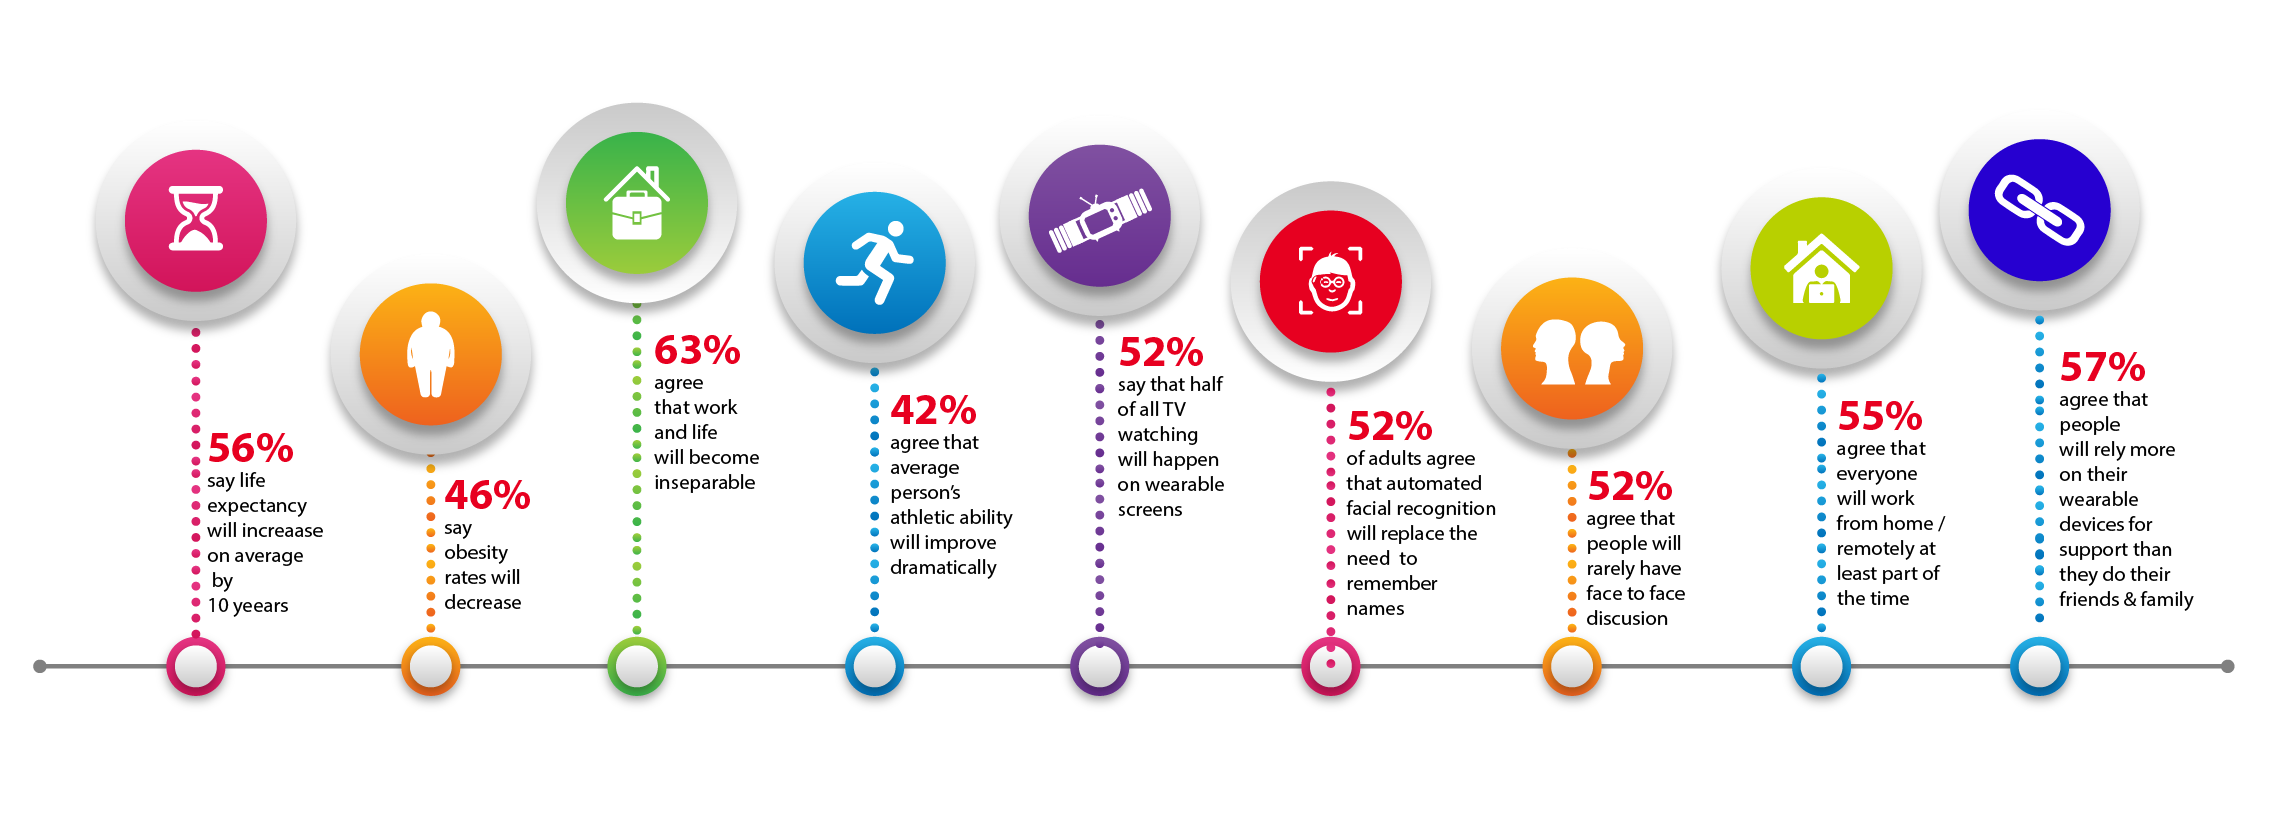 56%
say life
expectancy
will increaase
on average
by
10 yeears
46%
say
obesity
rates will
decrease
63%
agree
that work
and life
will become
inseparable
42%
agree that
average
person’s
athletic ability
will improve
dramatically
52%
say that half
of all TV
watching
will happen
on wearable
screens
52%
of adults agree
that automated
facial recognition
will replace the
need to
remember
names
52%
agree that
people will
rarely have
face to face
discusion
55%
agree that
everyone
will work
from home /
remotely at
least part of
the time
57%
agree that
people
will rely more
on their
wearable
devices for
support than
they do their
friends & family